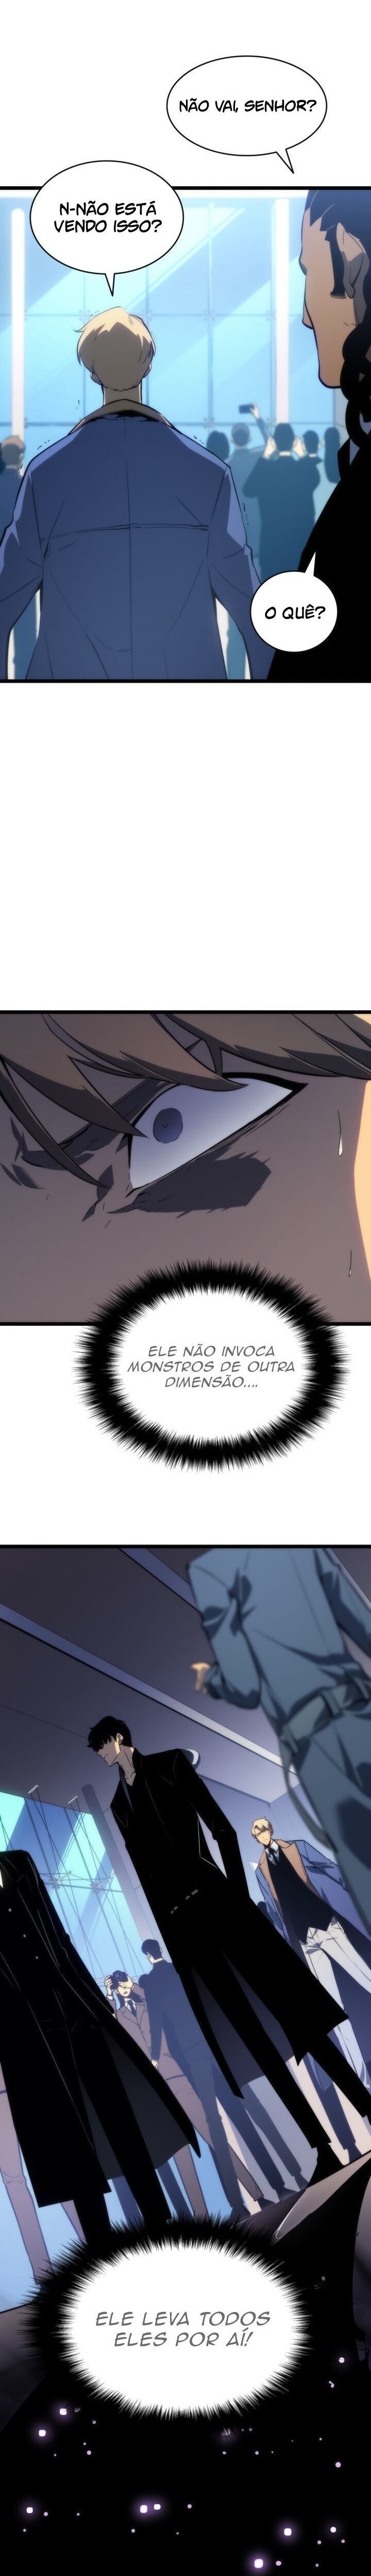 NÃO VAI, SENHOR?
N-NÃO ESTÁ
VENDO ISSO?
O QUÊ?
ELE NÃO INVOCA
MONSTROS DE OUTRA
DIMENSÃO....
ELE LEVA TODOS
ELES POR AÍ!